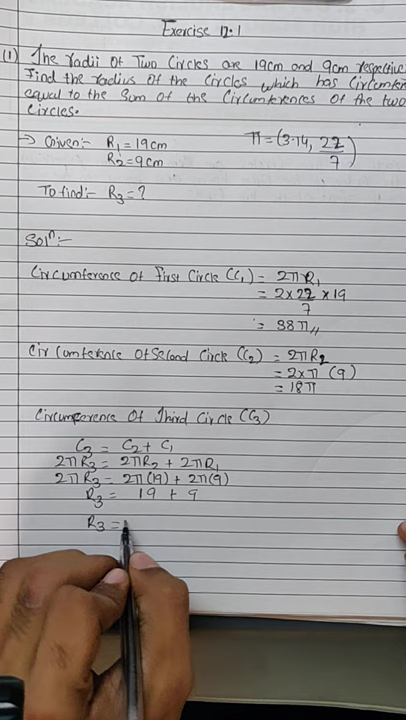 Exercise 12.1
(1) The radii of Two Circles are 19cm and 9cm respective
Find the radius of the Circles which has Circumferen
equal to the Sum of the Circumferences of the two
Circles.
→ Given:- R1 = 19cm π = (3.14, 22/7)
R2 = 9cm
To find:- R3 = ?
Solⁿ:-
Circumference of First Circle (C1) = 2πR1
= 2 × 22/7 × 19
= 38π//
Circumference of Second Circle (C2) = 2πR2
= 2×π (9)
= 18π
Circumference of Third Circle (C3)
C3 = C2 + C1
2πR3 = 2πR2 + 2πR1
2πR3 = 2π(19) + 2π(9)
R3 = 19 + 9
R3 =